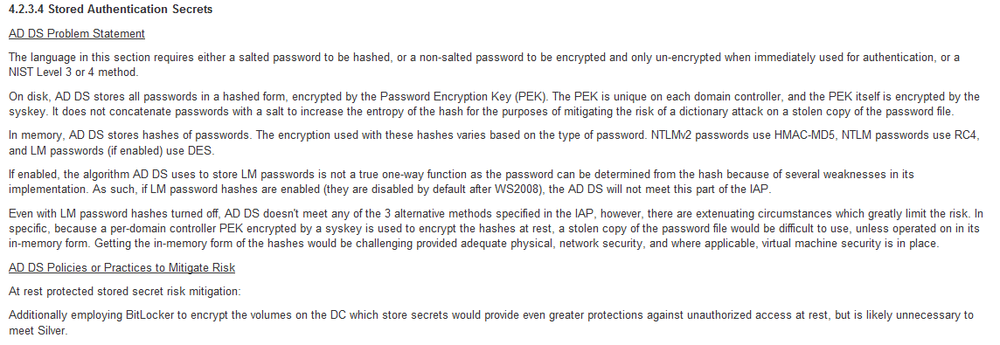 4.2.3.4 Stored Authentication Secrets
AD DS Problem Statement
The language in this section requires either a salted password to be hashed, or a non-salted password to be encrypted and only un-encrypted when immediately used for authentication, or a
NIST Level 3 or 4 method.
On disk, AD DS stores all passwords in a hashed form, encrypted by the Password Encryption Key (PEK). The PEK is unique on each domain controller, and the PEK itself is encrypted by the
syskey. It does not concatenate passwords with a salt to increase the entropy of the hash for the purposes of mitigating the risk of a dictionary attack on a stolen copy of the password file.
In memory, AD DS stores hashes of passwords. The encryption used with these hashes varies based on the type of password. NTLMv2 passwords use HMAC-MD5, NTLM passwords use RC4,
and LM passwords (if enabled) use DES.
If enabled, the algorithm AD DS uses to store LM passwords is not a true one-way function as the password can be determined from the hash because of several weaknesses in its
implementation. As such, if LM password hashes are enabled (they are disabled by default after WS2008), the AD DS will not meet this part of the IAP.
Even with LM password hashes turned off, AD DS doesn't meet any of the 3 alternative methods specified in the IAP, however, there are extenuating circumstances which greatly limit the risk. In
specific, because a per-domain controller PEK encrypted by a syskey is used to encrypt the hashes at rest, a stolen copy of the password file would be difficult to use, unless operated on in its
in-memory form. Getting the in-memory form of the hashes would be challenging provided adequate physical, network security, and where applicable, virtual machine security is in place.
AD DS Policies or Practices to Mitigate Risk
At rest protected stored secret risk mitigation:
Additionally employing BitLocker to encrypt the volumes on the DC which store secrets would provide even greater protections against unauthorized access at rest, but is likely unnecessary to
meet Silver.